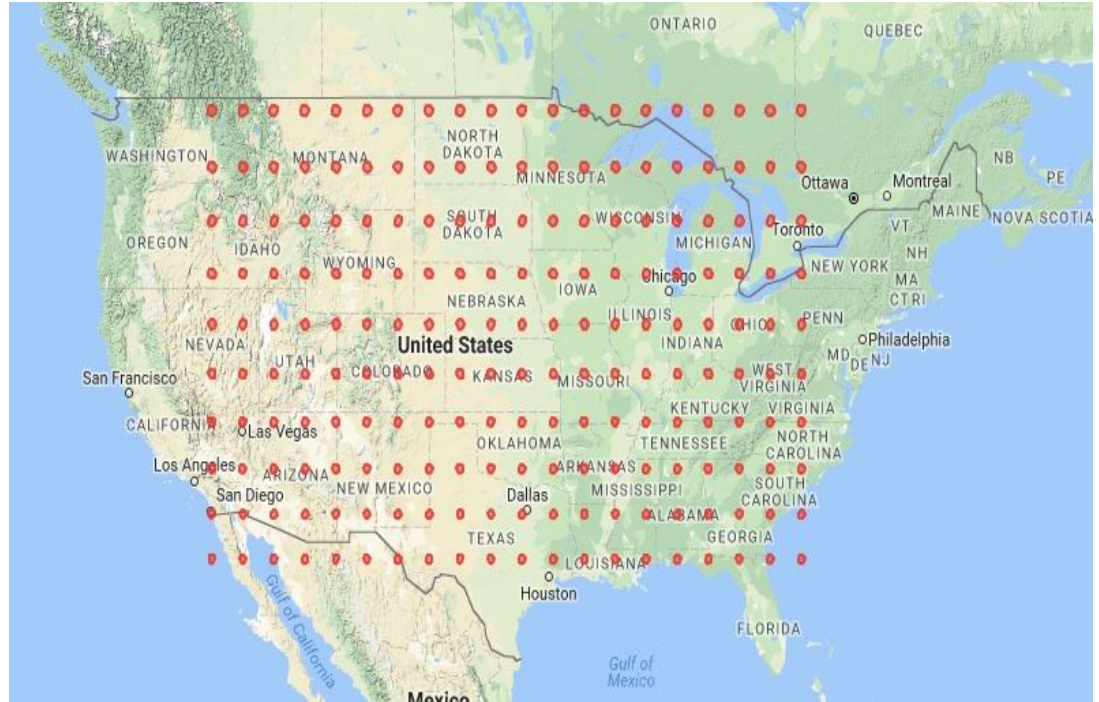 ONTARIO
QUEBEC
WASHINGTON
MONTANA
NORTH
DAKOTA
MINNESOTA
Ottawa
Montreal
NB
PE
MAINE
NOVA SCOTIA
VT
OREGON
IDAHO
WYOMING
SOUTH
DAKOTA
WISCONSIN
MICHIGAN
Toronto
NH
NEW YORK
MA
CT RI
Chicago
NEBRASKA
IOWA
ILLINOIS
INDIANA
OHIO
PENN
Philadelphia
MD
DE
NJ
NEVADA
UTAH
United States
COLORADO
KANSAS
MISSOURI
WEST
VIRGINIA
San Francisco
KENTUCKY
VIRGINIA
CALIFORNIA
Las Vegas
OKLAHOMA
TENNESSEE
NORTH
CAROLINA
Los Angeles
ARIZONA
NEW MEXICO
ARKANSAS
MISSISSIPPI
SOUTH
CAROLINA
San Diego
Dallas
ALABAMA
GEORGIA
TEXAS
LOUISIANA
Houston
Gulf of California
FLORIDA
Gulf of
Mexico
Mexico